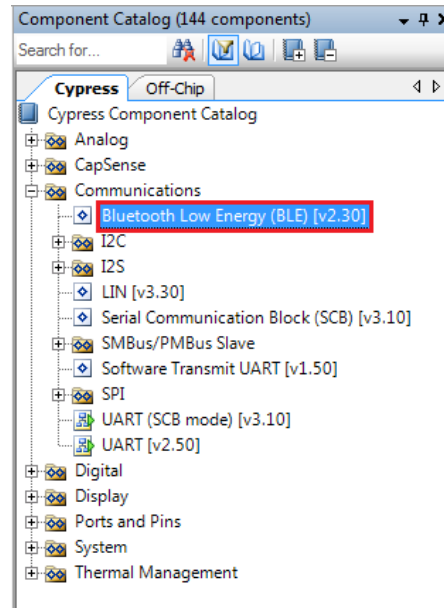 Component Catalog (144 components)
Search for...
Cypress Off-Chip
Cypress Component Catalog
Analog
CapSense
Communications
Bluetooth Low Energy (BLE) [v2.30]
I2C
I2S
LIN [v3.30]
Serial Communication Block (SCB) [v3.10]
SMBus/PMBus Slave
Software Transmit UART [v1.50]
SPI
UART (SCB mode) [v3.10]
UART [v2.50]
Digital
Display
Ports and Pins
System
Thermal Management